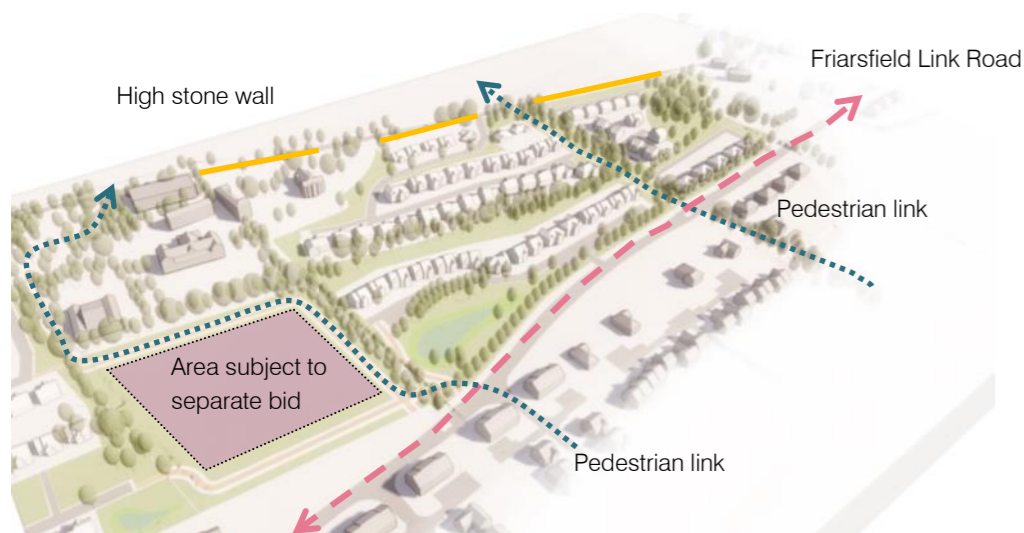 Friarsfield Link Road
High stone wall
Pedestrian link
Area subject to
separate bid
Pedestrian link